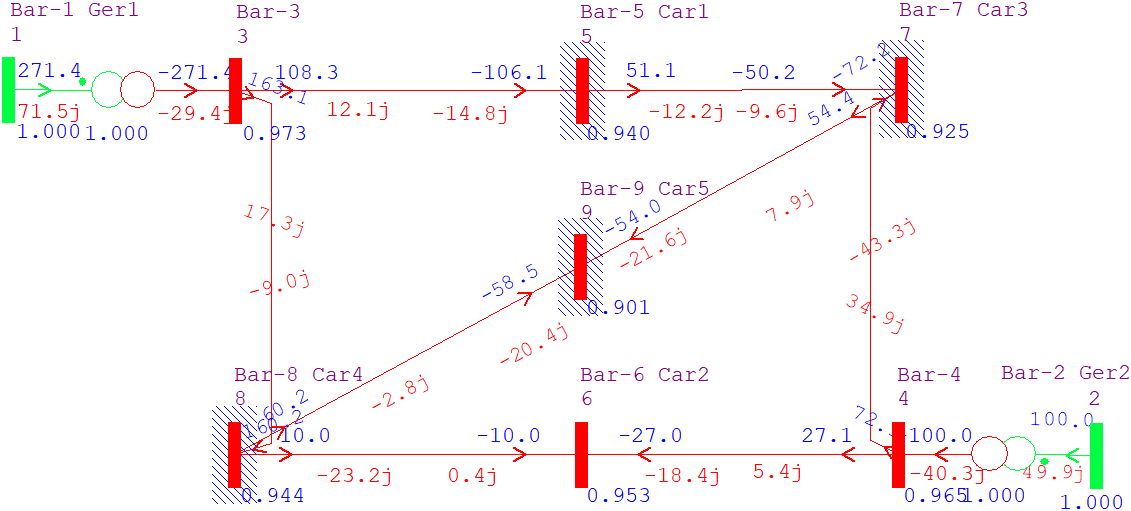 Bar-1 Ger1
1
Bar-3
3
Bar-5 Car1
5
Bar-7 Car3
7
271.4
-271.4
163.1
108.3
-106.1
51.1
-50.2
-72.2
54.4
71.5j
-29.4j
12.1j
-14.8j
-12.2j
-9.6j
1.000
1.000
0.973
0.940
0.925
Bar-9 Car5
9
-54.0
7.9j
17.3j
-21.6j
-43.3j
-9.0j
-58.5
0.901
34.9j
-20.4j
Bar-8 Car4
8
Bar-6 Car2
6
Bar-4
4
Bar-2 Ger2
2
-2.8j
60.2
10.0
-10.0
-27.0
27.1
-100.0
100.0
-23.2j
0.4j
-18.4j
5.4j
-40.3j
49.9j
0.944
0.953
0.965
1.000
1.000